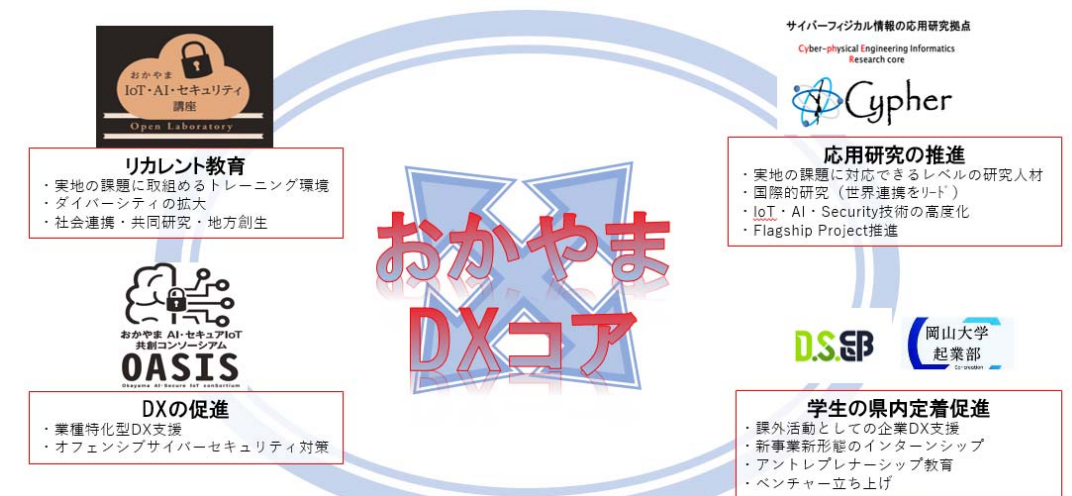 おかやま
IoT・AI・セキュリティ
講座
Open Laboratory
リカレント教育
・実地の課題に取組めるトレーニング環境
・ダイバーシティの拡大
・社会連携・共同研究・地方創生
サイバーフィジカル情報の応用研究拠点
Cyber-physical Engineering Informatics
Research core
Cypher
応用研究の推進
・実地の課題に対応できるレベルの研究人材
・国際的研究（世界連携をリード）
・IoT・AI・Security技術の高度化
・Flagship Project推進
おかやま
DXコア
おかやま AI・セキュアIoT
共創コンソーシアム
OASIS
Okayama AI-Secure IoT conSortium
DXの促進
・業種特化型DX支援
・オフェンシブサイバーセキュリティ対策
D.S.EB
岡山大学
起業部
Co-creation
学生の県内定着促進
・課外活動としての企業DX支援
・新事業新形態のインターンシップ
・アントレプレナーシップ教育
・ベンチャー立ち上げ